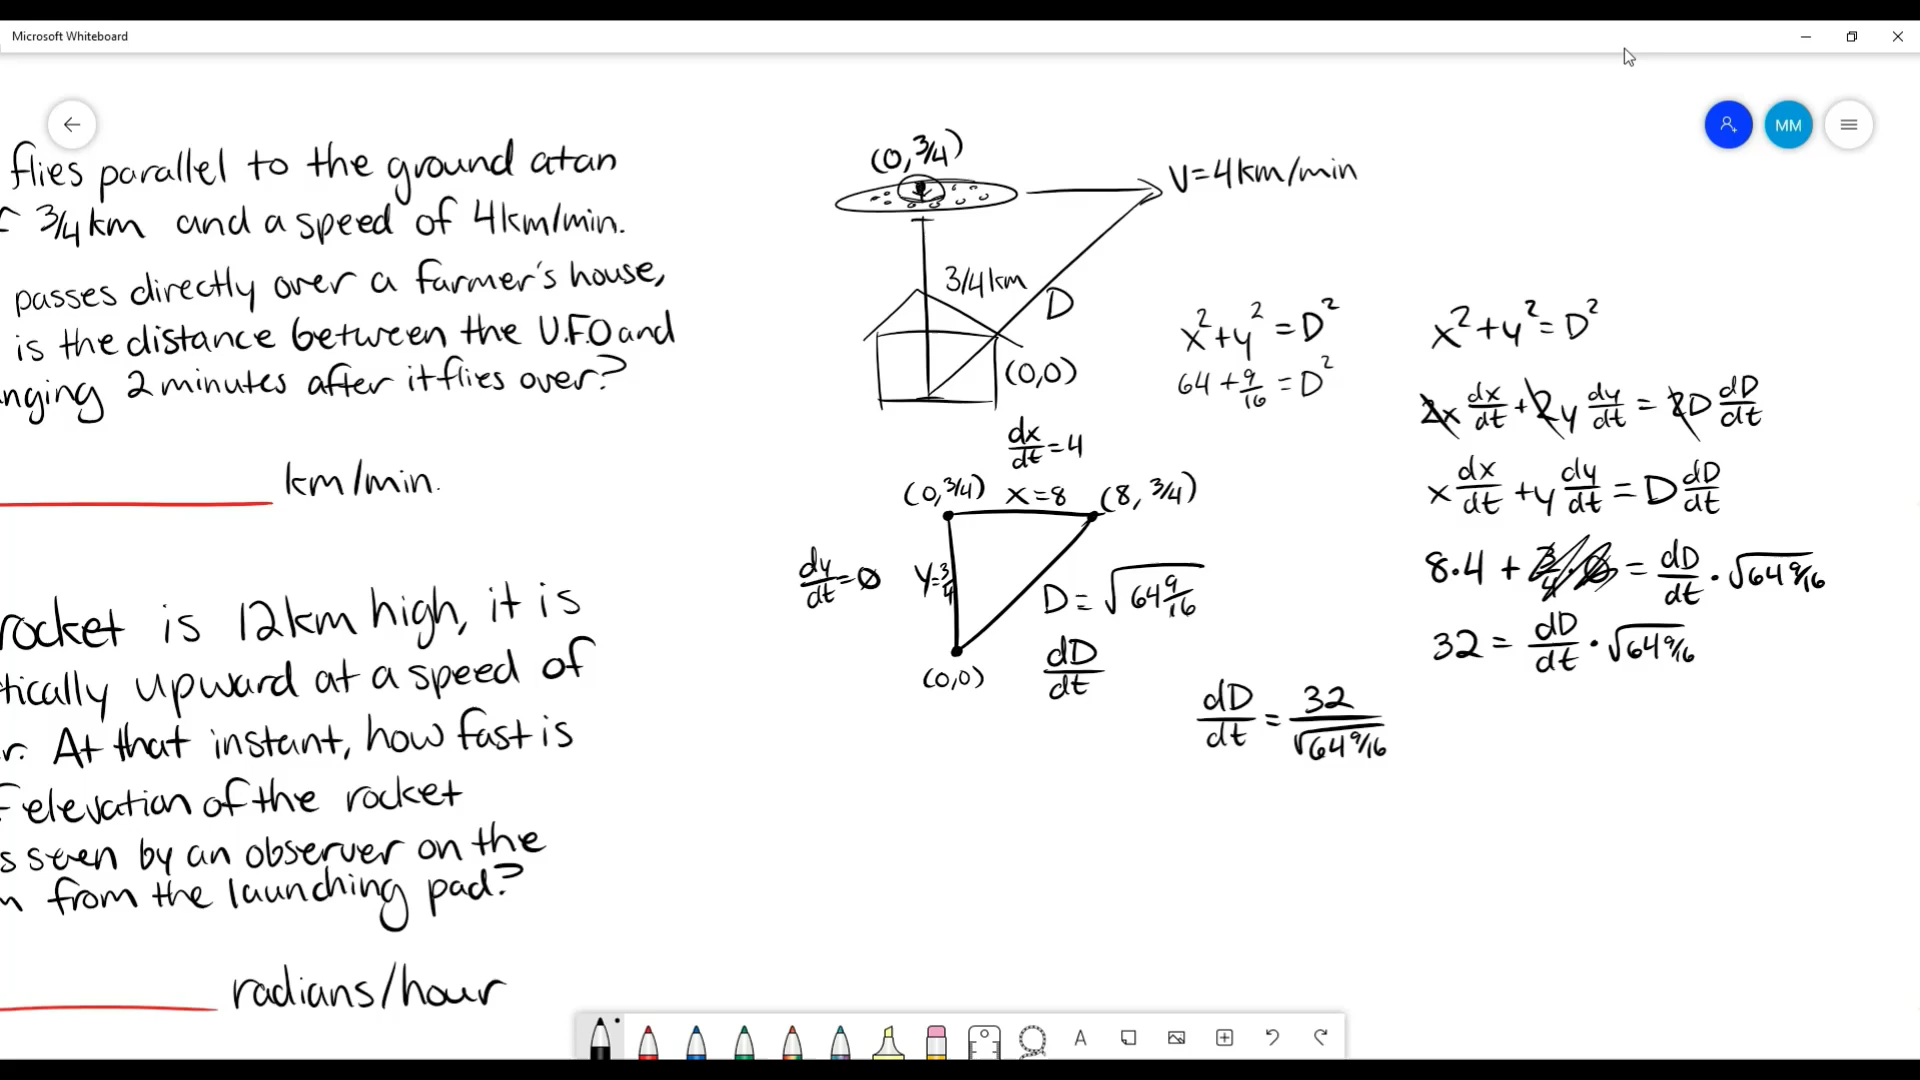 Microsoft Whiteboard
MM
flies parallel to the ground at an
3/4 km and a speed of 4km/min.
passes directly over a farmer's house,
is the distance between the U.F.O and
nging 2 minutes after it flies over?
km/min.
rocket is 12km high, it is
tically upward at a speed of
r. At that instant, how fast is
f elevation of the rocket
s seen by an observer on the
m from the launching pad?
radians/hour
(0, 3/4)
V=4km/min
3/4km
D
(0,0)
dx/dt = 4
(0, 3/4) x=8 (8, 3/4)
dy/dt = 0 y=3/4
D = √64 9/16
(0,0)
dD/dt
x² + y² = D²
64 + 9/16 = D²
x² + y² = D²
2x dx/dt + 2y dy/dt = 2D dD/dt
x dx/dt + y dy/dt = D dD/dt
8·4 + 3/4·0 = dD/dt · √64 9/16
32 = dD/dt · √64 9/16
dD/dt = 32/√64 9/16
A